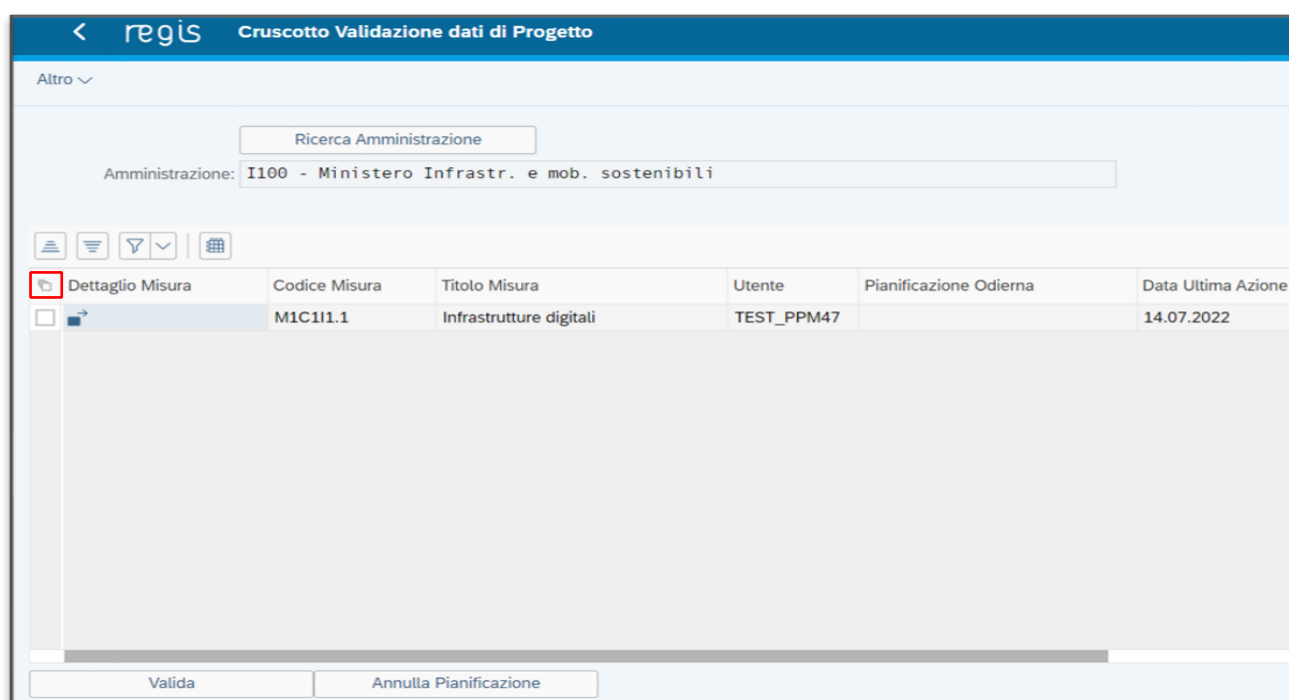 regis Cruscotto Validazione dati di Progetto
Altro
Ricerca Amministrazione
Amministrazione: I100 - Ministero Infrastr. e mob. sostenibili
Dettaglio Misura Codice Misura Titolo Misura Utente Pianificazione Odierna Data Ultima Azione
M1C1I1.1 Infrastrutture digitali TEST_PPM47 14.07.2022
Valida Annulla Pianificazione